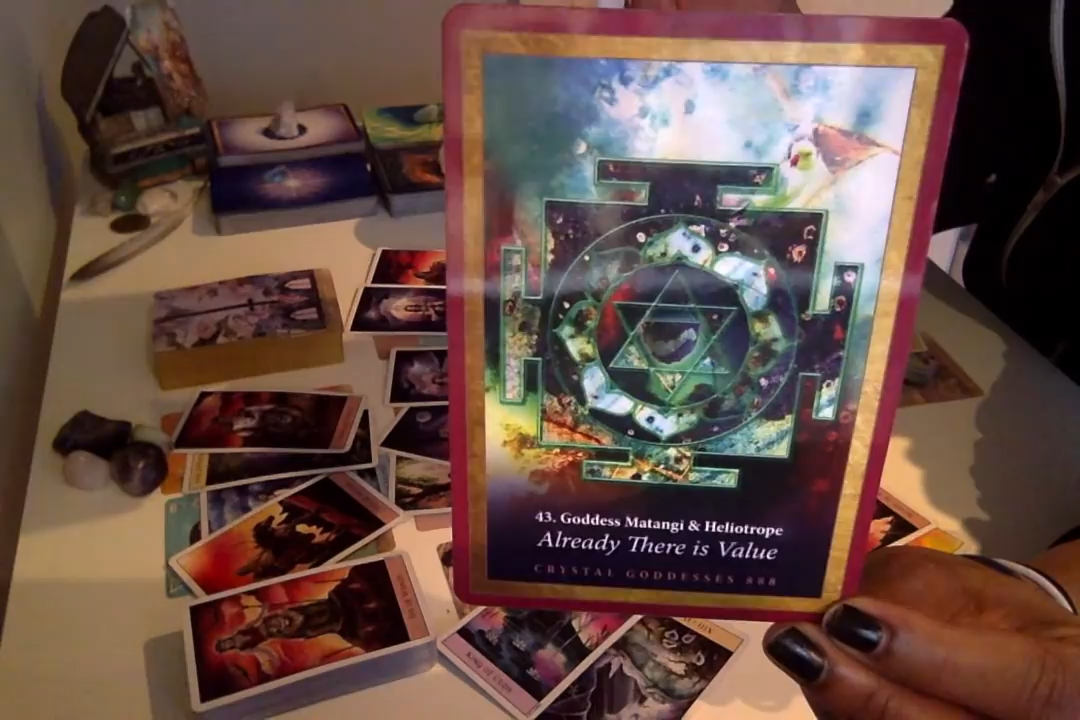 43. Goddess Matangi & Heliotrope
Already There is Value
CRYSTAL GODDESSES 888
KING OF CUPS